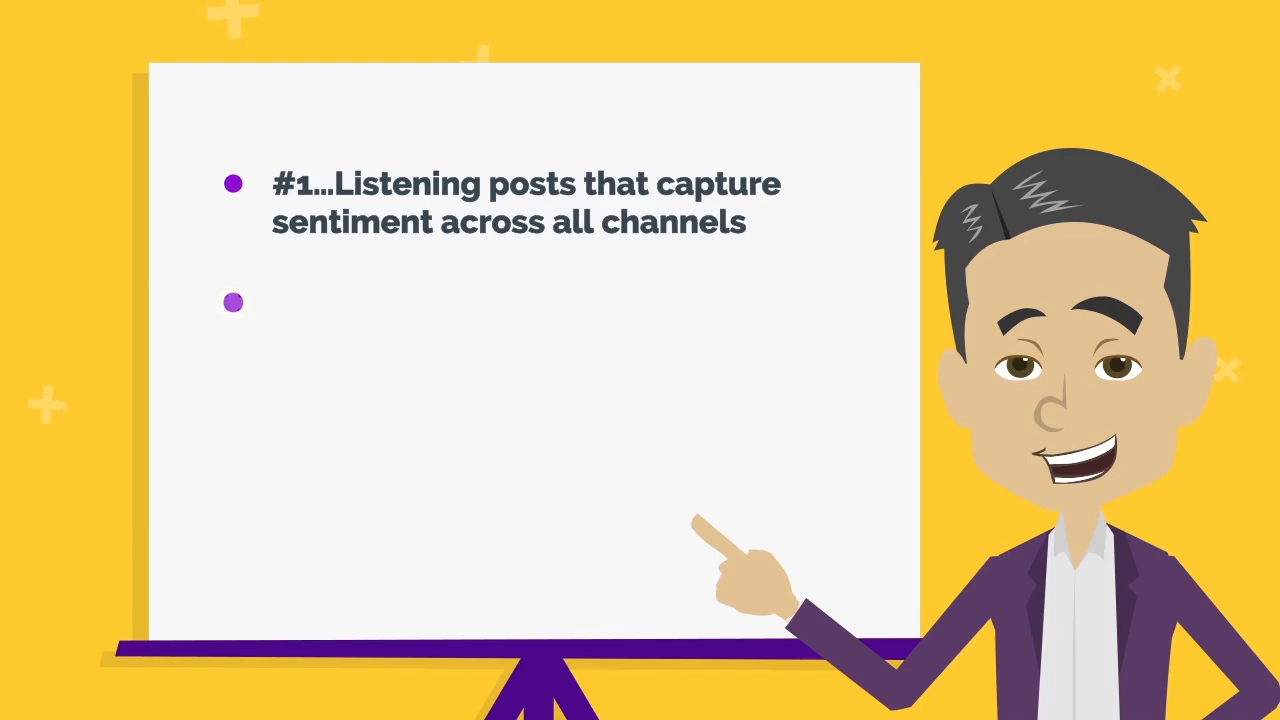 #1...Listening posts that capture
sentiment across all channels